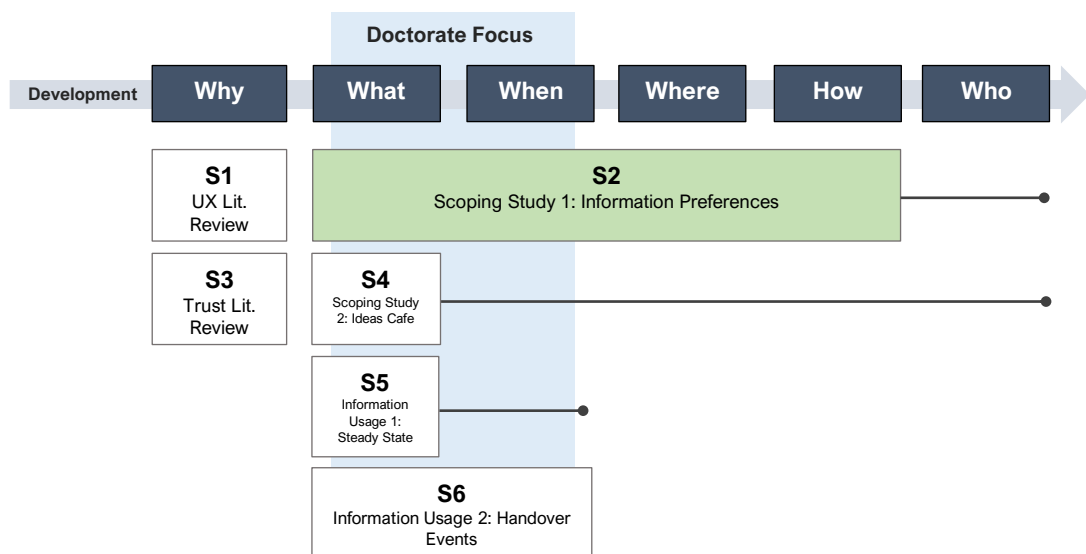 Doctorate Focus
Development
Why
What
When
Where
How
Who
S1
UX Lit.
Review
S2
Scoping Study 1: Information Preferences
S3
Trust Lit.
Review
S4
Scoping Study
2: Ideas Cafe
S5
Information
Usage 1:
Steady State
S6
Information Usage 2: Handover
Events